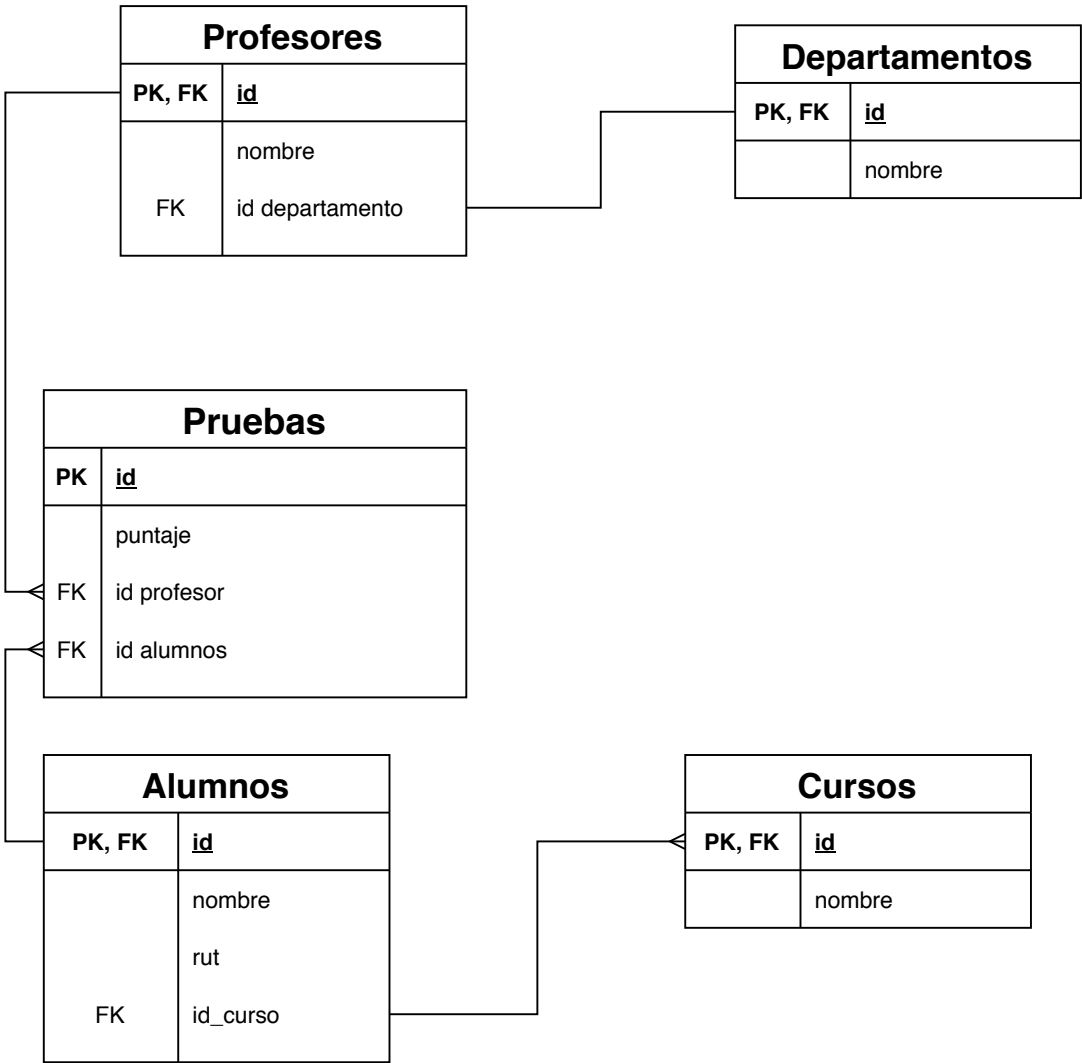 Profesores
PK, FK id
nombre
FK id departamento
Departamentos
PK, FK id
nombre
Pruebas
PK id
puntaje
FK id profesor
FK id alumnos
Alumnos
PK, FK id
nombre
rut
FK id_curso
Cursos
PK, FK id
nombre